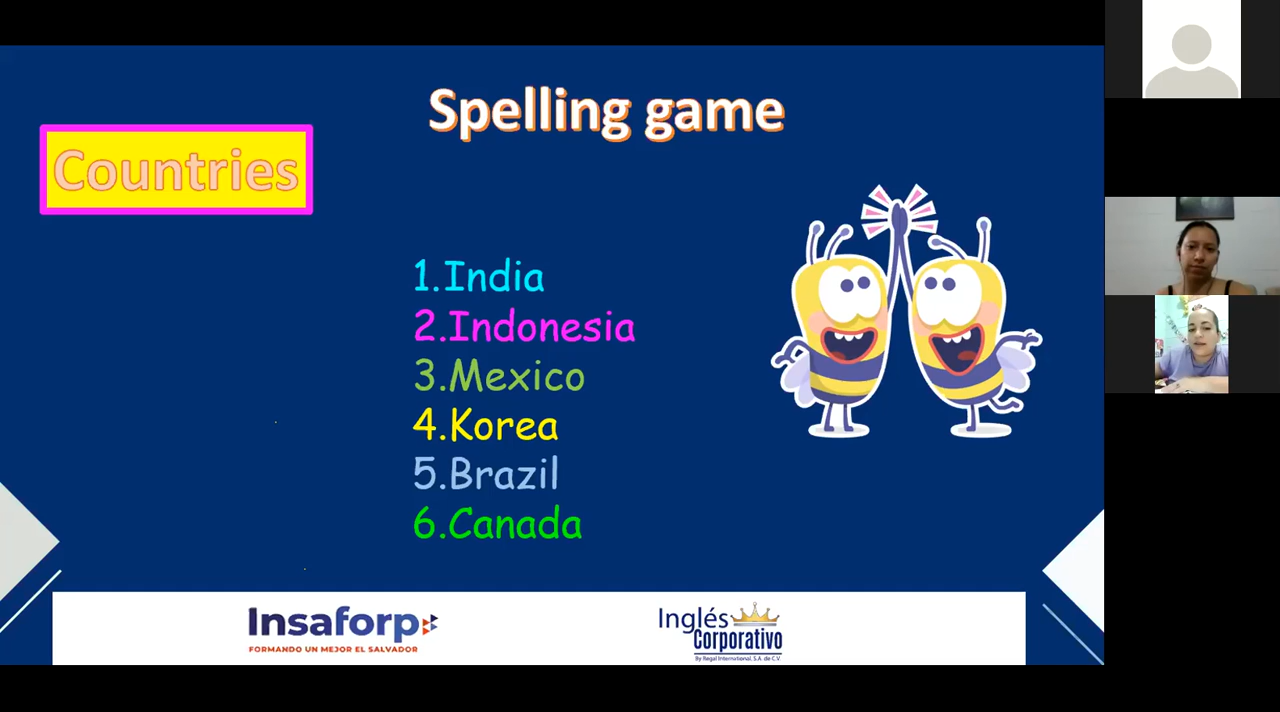 Spelling game
Countries
1.India
2.Indonesia
3.Mexico
4.Korea
5.Brazil
6.Canada
Insaforp
FORMANDO UN MEJOR EL SALVADOR
Inglés
Corporativo
By Regal International, S.A. de C.V.